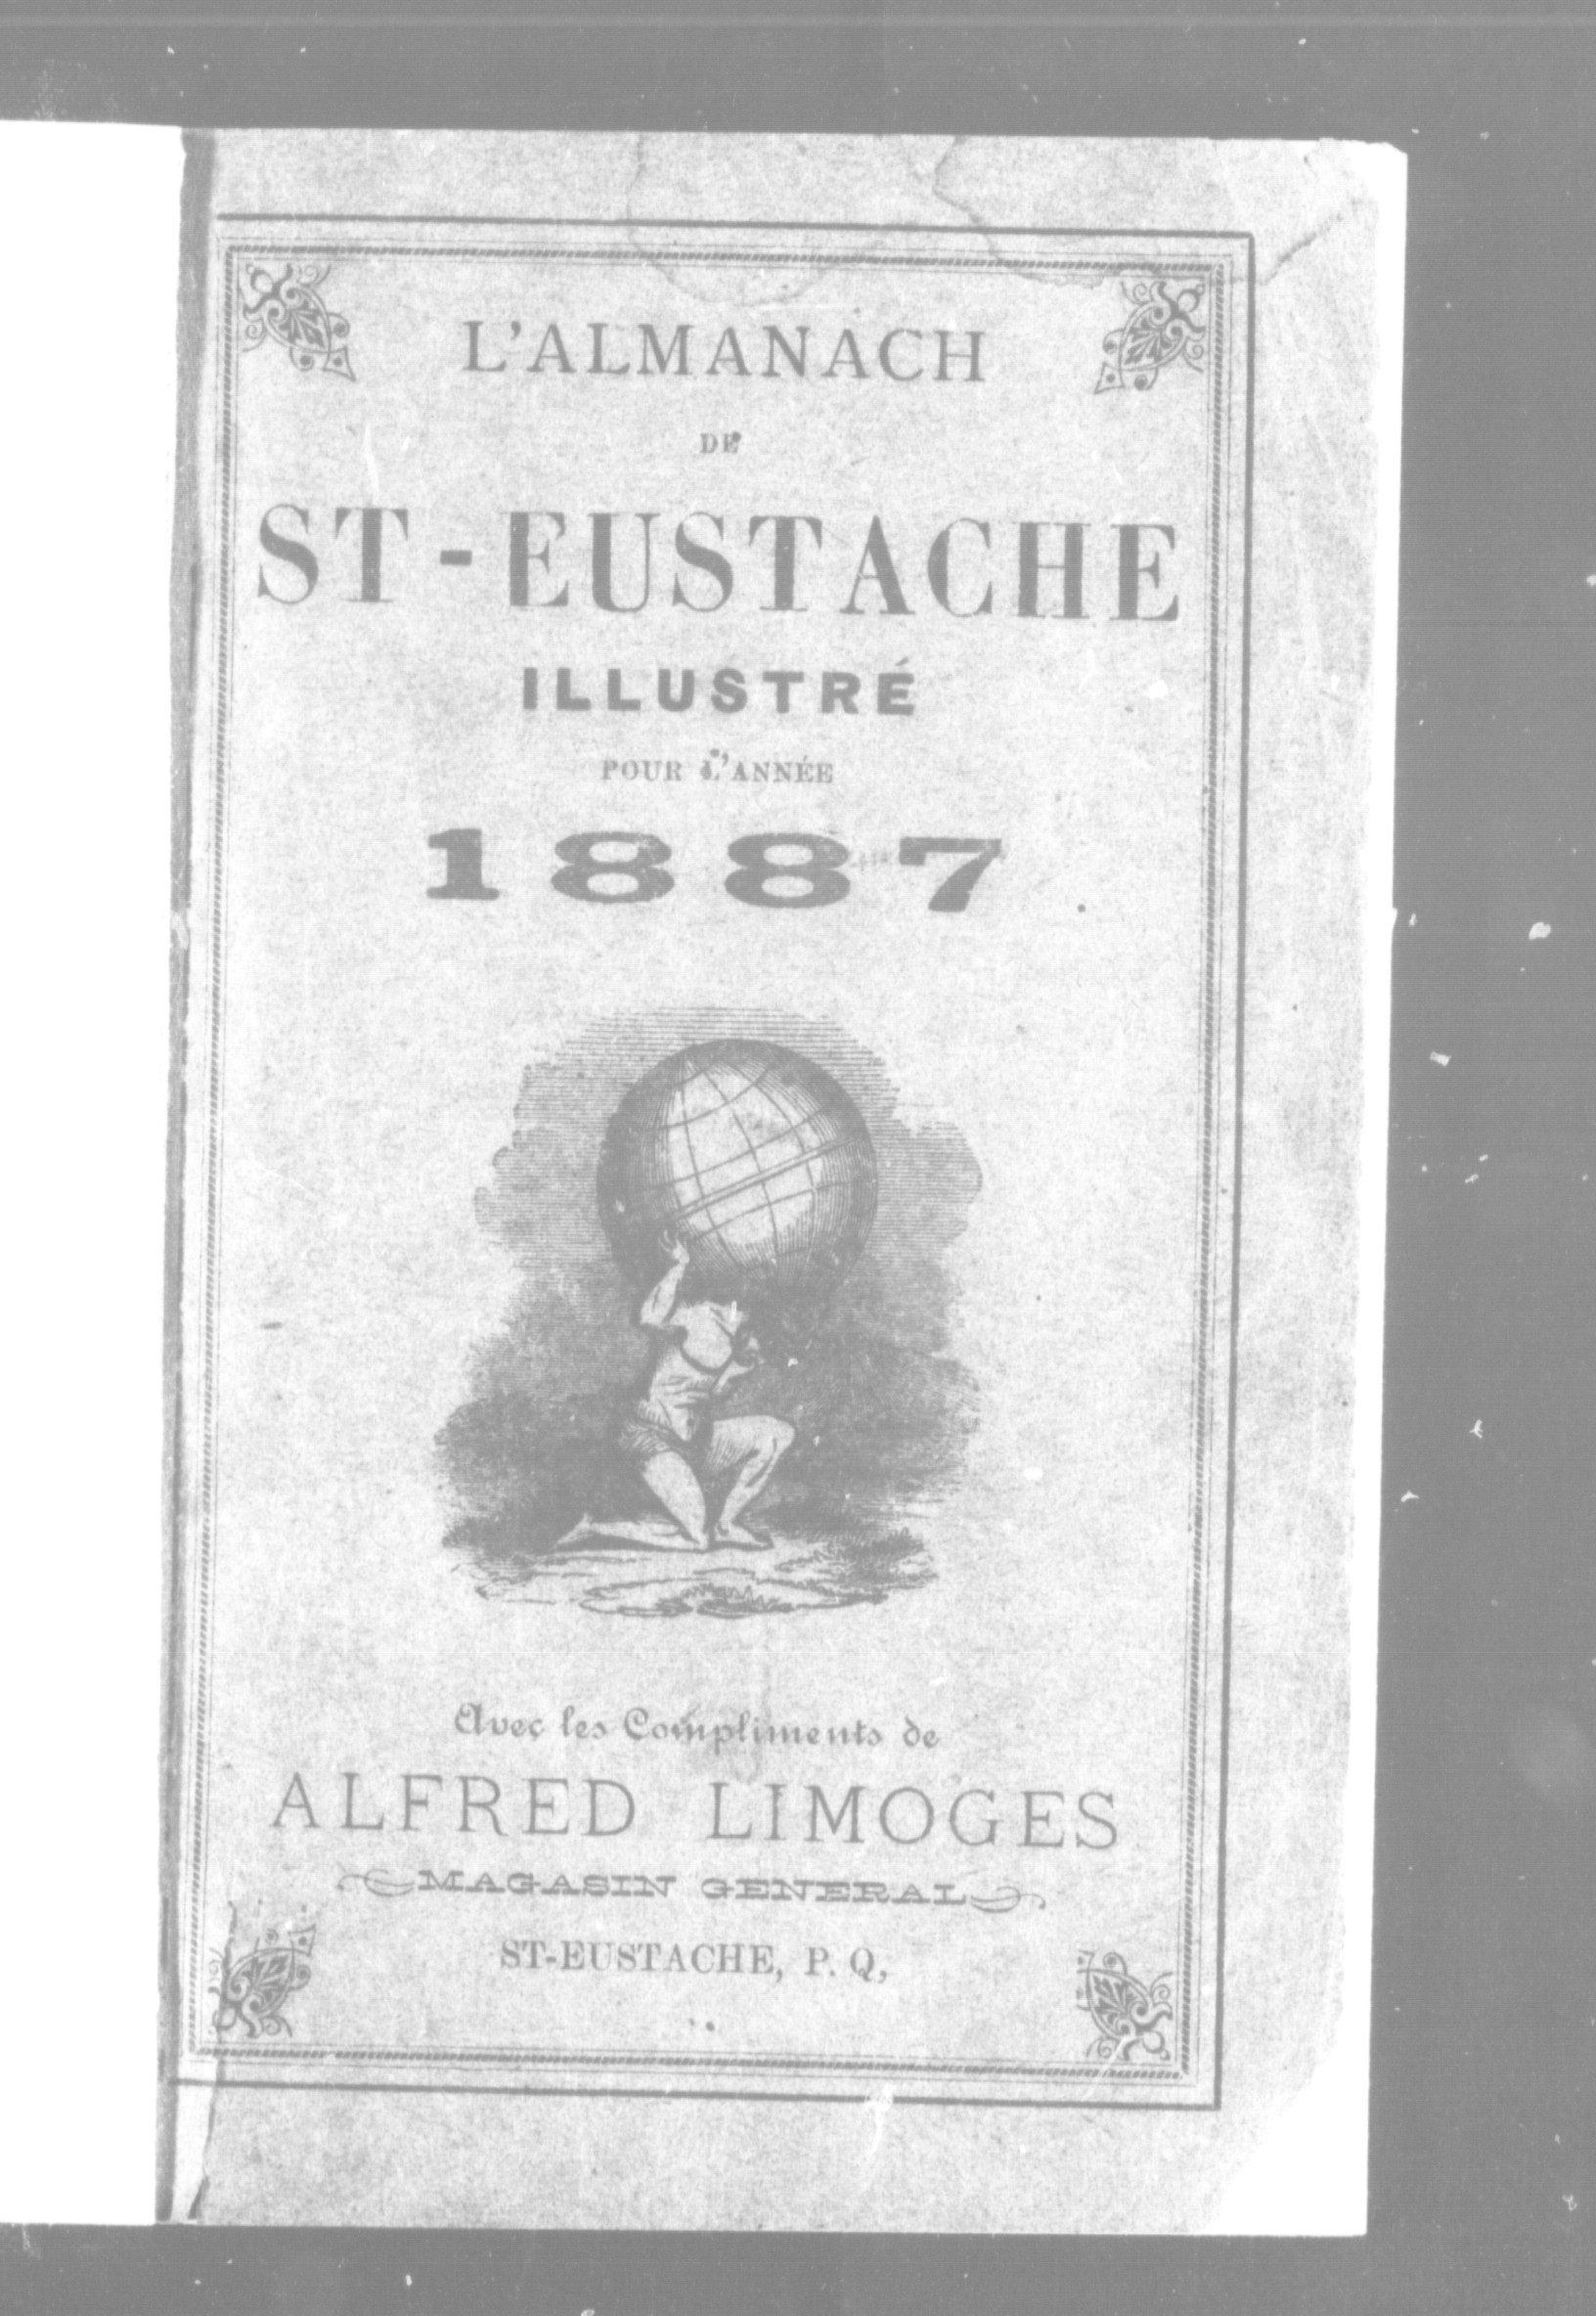 L'ALMANACH
DE
ST-EUSTACHE
ILLUSTRÉ
POUR L'ANNÉE
1887
Avec les Compliments de
ALFRED LIMOGES
MAGASIN GENERAL
ST-EUSTACHE, P. Q,